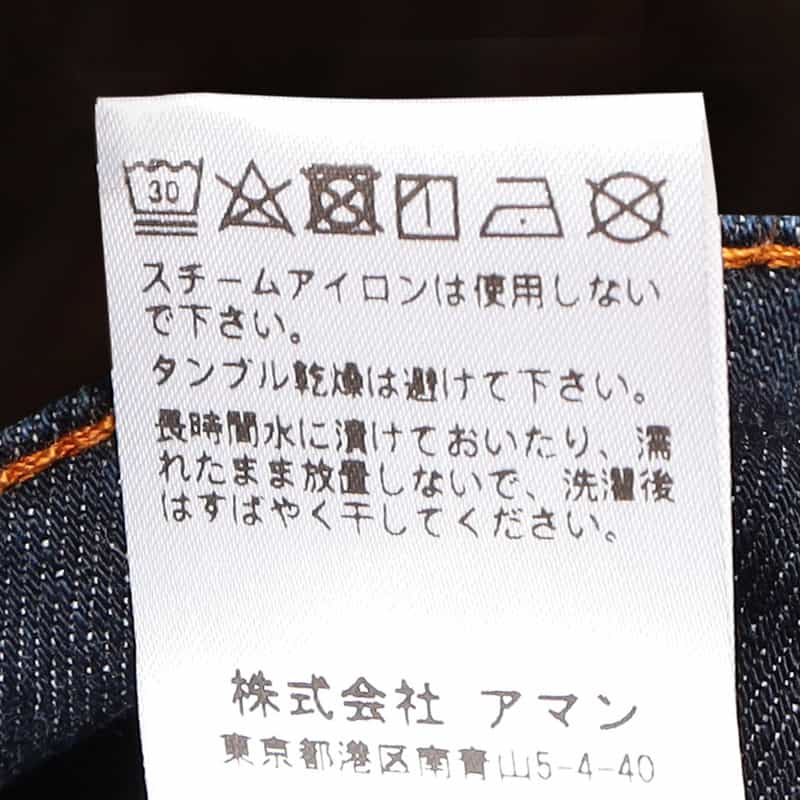 30
スチームアイロンは使用しない
で下さい。
タンブル乾燥は避けて下さい。
長時間水に漬けておいたり、濡
れたまま放置しないで、洗濯後
はすばやく干してください。
株式会社 アマン
東京都港区南青山5-4-40